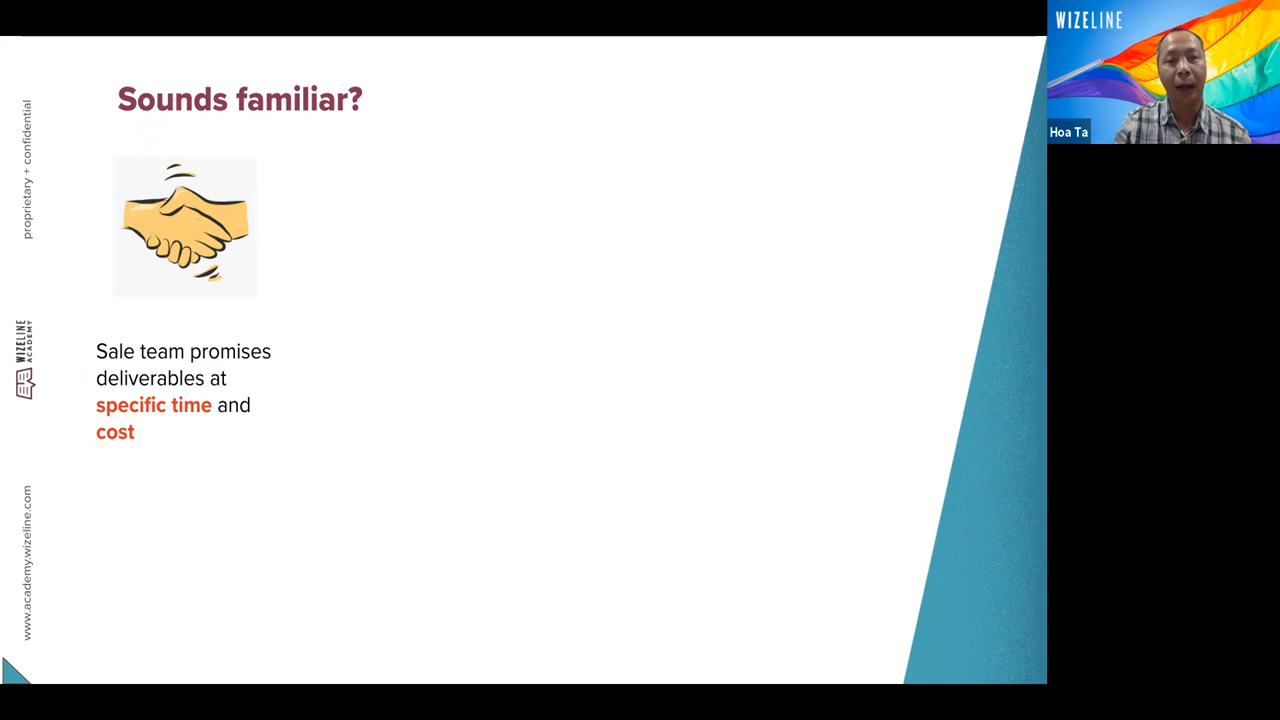 Sounds familiar?
Sale team promises
deliverables at
specific time and
cost
proprietary + confidential
WIZELINE
ACADEMY
www.academy.wizeline.com
WIZELINE
Hoa Ta